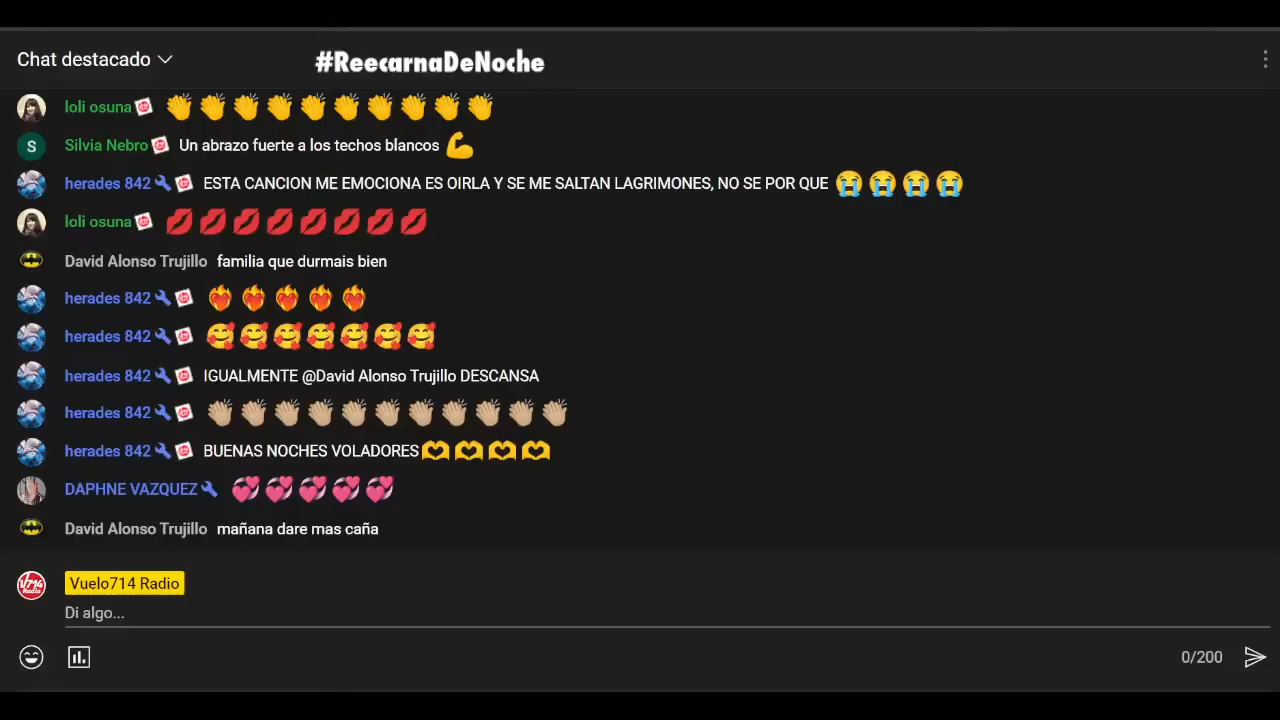 Chat destacado #ReecarnaDeNoche
loli osuna 👏👏👏👏👏👏👏👏👏👏
S Silvia Nebro Un abrazo fuerte a los techos blancos 💪
herades 842 ESTA CANCION ME EMOCIONA ES OIRLA Y SE ME SALTAN LAGRIMONES, NO SE POR QUE 😭😭😭😭
loli osuna 💋💋💋💋💋💋💋💋
David Alonso Trujillo familia que durmais bien
herades 842 ❤️‍🔥❤️‍🔥❤️‍🔥❤️‍🔥❤️‍🔥
herades 842 🥰🥰🥰🥰🥰🥰🥰
herades 842 IGUALMENTE @David Alonso Trujillo DESCANSA
herades 842 👏🏼👏🏼👏🏼👏🏼👏🏼👏🏼👏🏼👏🏼👏🏼👏🏼👏🏼
herades 842 BUENAS NOCHES VOLADORES🫶🫶🫶🫶
DAPHNE VAZQUEZ 💞💞💞💞💞
David Alonso Trujillo mañana dare mas caña
V714 Radio Vuelo714 Radio
Di algo...
0/200